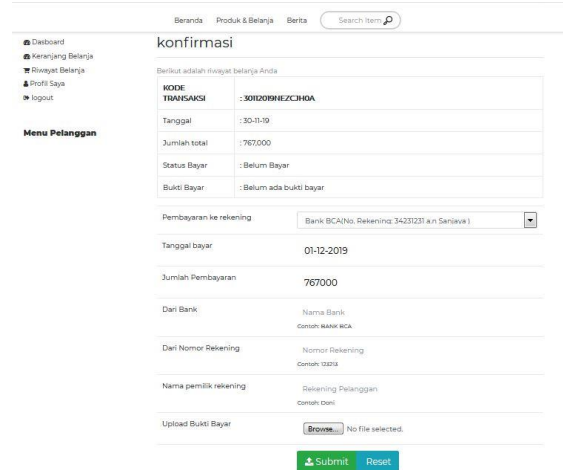 Beranda Produk & Belanja Berita Search Item
Dasboard
Keranjang Belanja
Riwayat Belanja
Profil Saya
logout
Menu Pelanggan
konfirmasi
Berikut adalah riwayat belanja Anda
KODE
TRANSAKSI : 30112019NEZCJH0A
Tanggal : 30-11-19
Jumlah total : 767,000
Status Bayar : Belum Bayar
Bukti Bayar : Belum ada bukti bayar
Pembayaran ke rekening Bank BCA(No. Rekening: 34231231 a.n Sanjaya )
Tanggal bayar 01-12-2019
Jumlah Pembayaran 767000
Dari Bank Nama Bank
Contoh: BANK BCA
Dari Nomor Rekening Nomor Rekening
Contoh: 123213
Nama pemilik rekening Rekening Pelanggan
Contoh: Doni
Upload Bukti Bayar Browse... No file selected.
Submit Reset